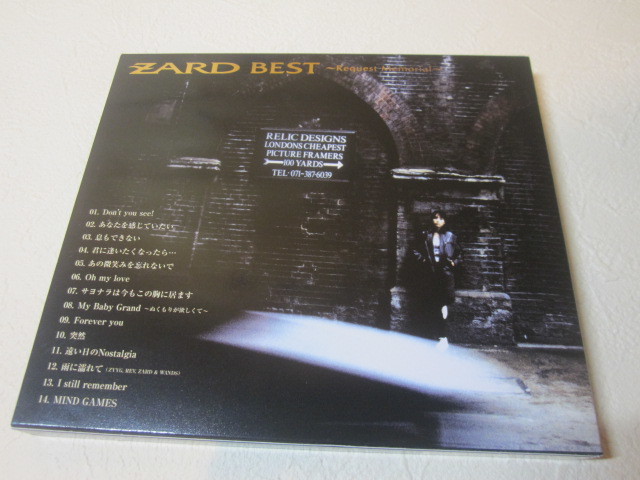 ZARD BEST ~Request Memorial~
RELIC DESIGNS
LONDONS CHEAPEST
PICTURE FRAMERS
100 YARDS
TEL·071-387·6039
01. Don't you see!
02. あなたを感じていたい
03. 息もできない
04. 君に逢いたくなったら…
05. あの微笑みを忘れないで
06. Oh my love
07. サヨナラは今もこの胸に居ます
08. My Baby Grand ~ぬくもりが欲しくて~
09. Forever you
10. 突然
11. 遠い日のNostalgia
12. 雨に濡れて (ZYYG, REV, ZARD & WANDS)
13. I still remember
14. MIND GAMES